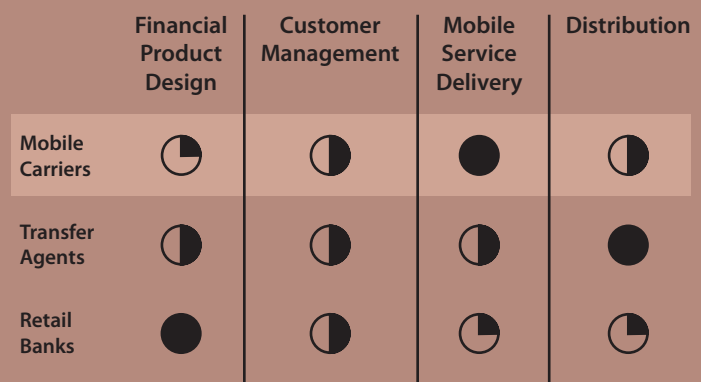 Financial
Product
Design
Customer
Management
Mobile
Service
Delivery
Distribution
Mobile
Carriers
Transfer
Agents
Retail
Banks